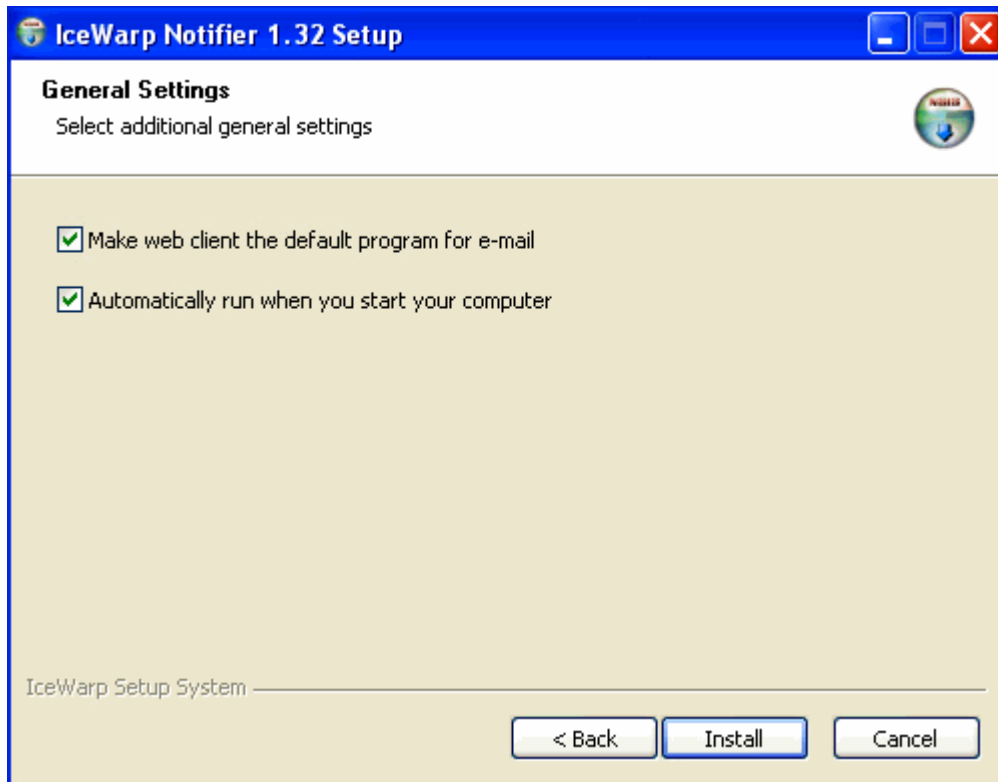 IceWarp Notifier 1.32 Setup
General Settings
Select additional general settings
Make web client the default program for e-mail
Automatically run when you start your computer
IceWarp Setup System
< Back Install Cancel